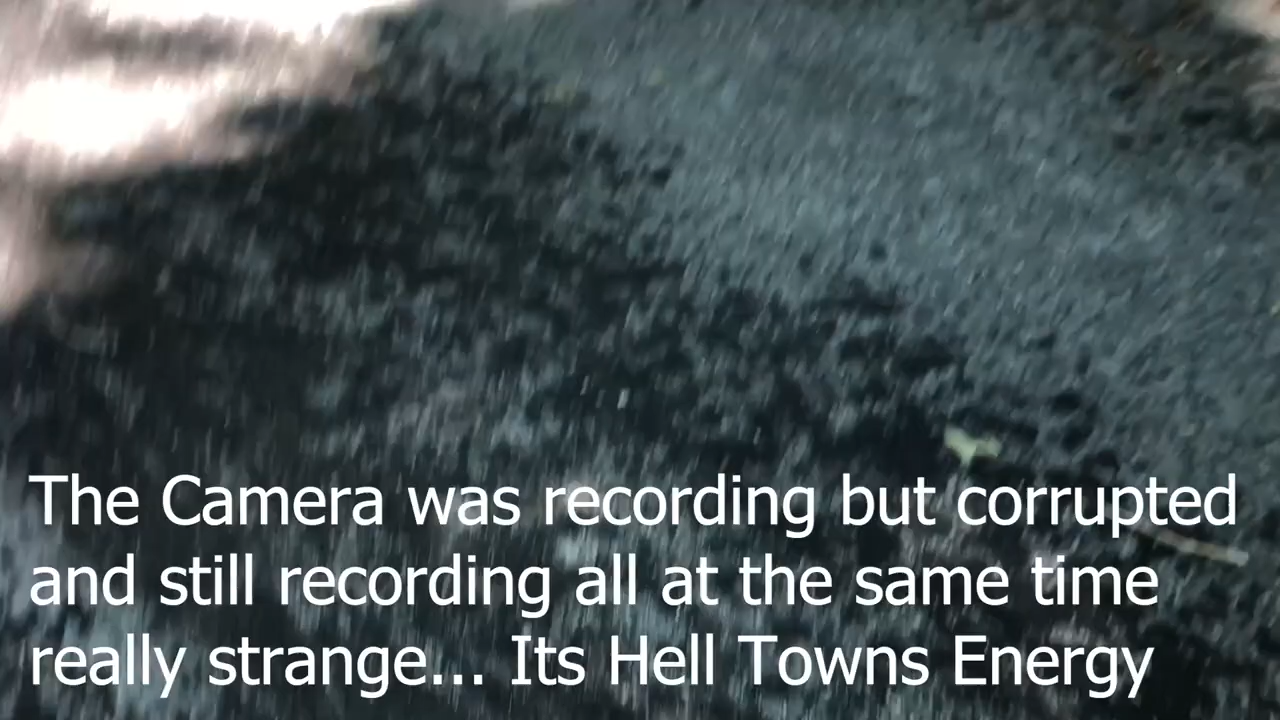 The Camera was recording but corrupted
and still recording all at the same time
really strange... Its Hell Towns Energy